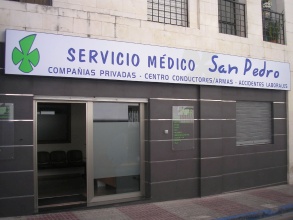 SERVICIO MÉDICO San Pedro
COMPAÑIAS PRIVADAS - CENTRO CONDUCTORES/ARMAS - ACCIDENTES LABORALES